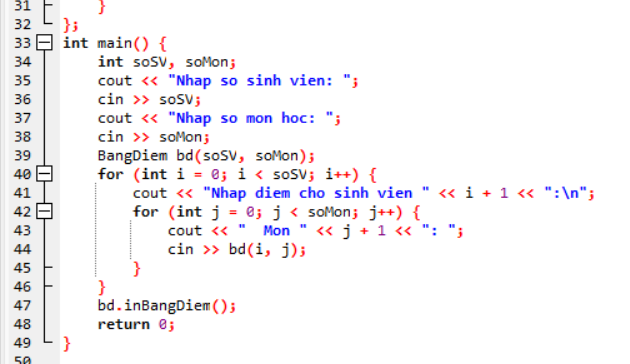 31 }
32 };
33 int main() {
34 int soSV, soMon;
35 cout << "Nhap so sinh vien: ";
36 cin >> soSV;
37 cout << "Nhap so mon hoc: ";
38 cin >> soMon;
39 BangDiem bd(soSV, soMon);
40 for (int i = 0; i < soSV; i++) {
41 cout << "Nhap diem cho sinh vien " << i + 1 << ":\n";
42 for (int j = 0; j < soMon; j++) {
43 cout << "  Mon " << j + 1 << ": ";
44 cin >> bd(i, j);
45 }
46 }
47 bd.inBangDiem();
48 return 0;
49 }
50